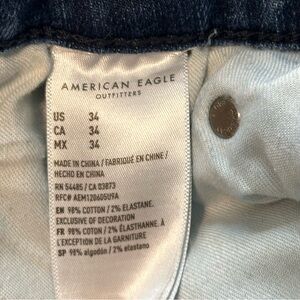 AMERICAN EAGLE
OUTFITTERS
US 34
CA 34
MX 34
MADE IN CHINA / FABRIQUÉ EN CHINE /
HECHO EN CHINA
RN 54485 / CA 03873
RFC# AEM120605U9A
EN 98% COTTON / 2% ELASTANE.
EXCLUSIVE OF DECORATION
FR 98% COTON / 2% ÉLASTHANNE. À
L'EXCEPTION DE LA GARNITURE
SP 98% algodón / 2% elastano